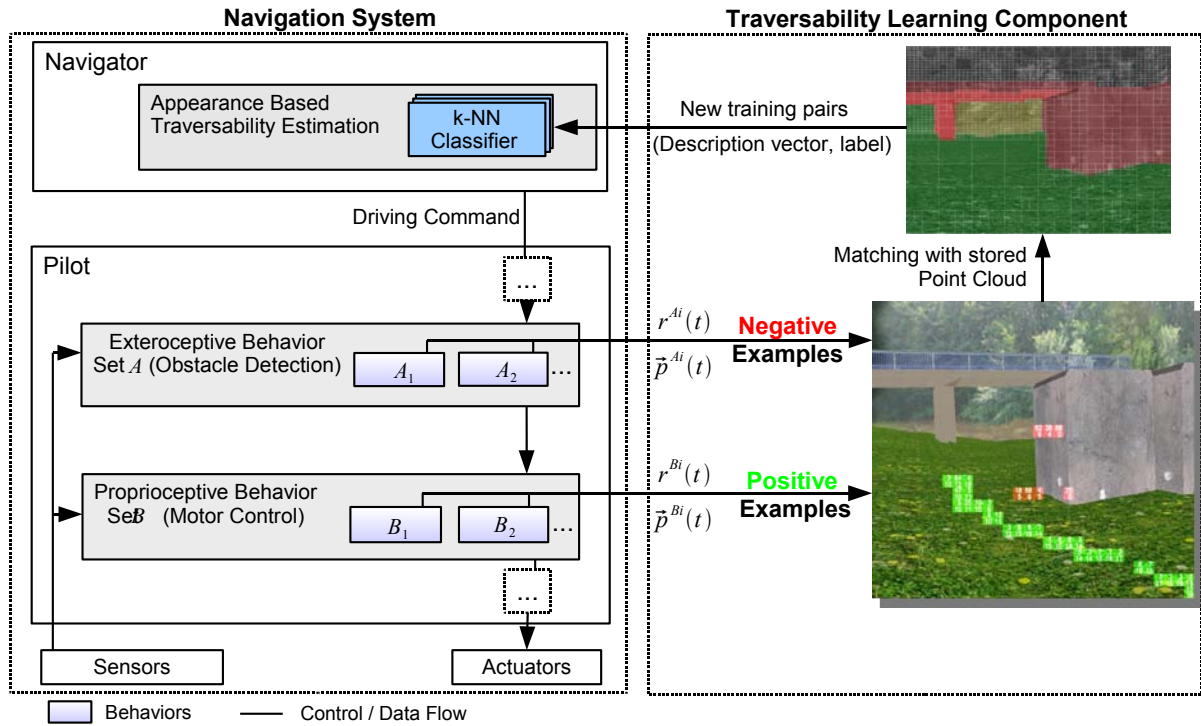 Navigation System
Traversability Learning Component
Navigator
Appearance Based
Traversability Estimation
k-NN
Classifier
New training pairs
(Description vector, label)
Driving Command
Matching with stored
Point Cloud
Pilot
...
Exteroceptive Behavior
Set A (Obstacle Detection)
A₁
A₂
...
r^{Ai}(t)
p⃗^{Ai}(t)
Negative
Examples
Proprioceptive Behavior
SetB (Motor Control)
B₁
B₂
...
r^{Bi}(t)
p⃗^{Bi}(t)
Positive
Examples
...
Sensors
Actuators
Behaviors
Control / Data Flow